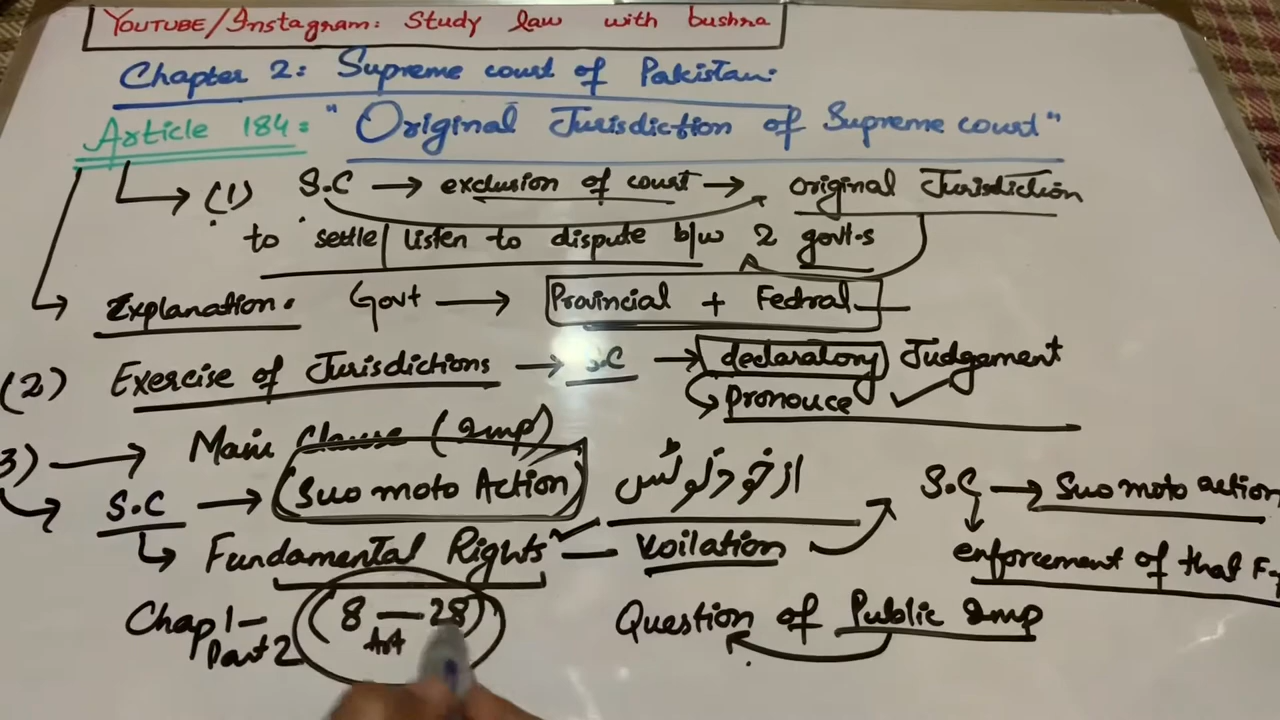 YOUTUBE/Instagram: Study law with bushra
Chapter 2: Supreme court of Pakistan:
Article 184: "Original Jurisdiction of Supreme court"
(1) S.C → exclusion of court → original Jurisdiction
to settle/listen to dispute b/w 2 govt.s
Explanation. Govt → Provincial + Fedral
(2) Exercise of Jurisdictions → S.C → declaratory Judgement
pronouce
3) → Main Clause (Imp)
S.C → (Suo moto Action) ازخود نوٹس S.C → Suo moto action
Fundamental Rights — Voilation enforcement of that F
Chap 1 — (8 — 28) Question of Public Imp
Part 2 Art